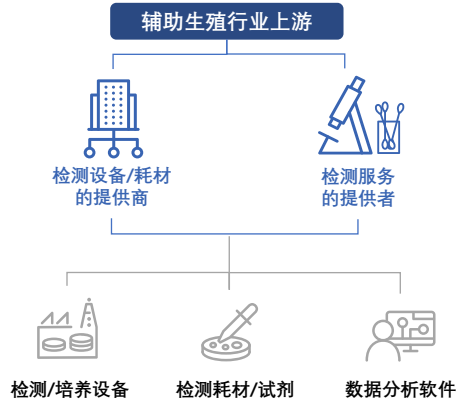 辅助生殖行业上游
检测设备/耗材
的提供商
检测服务
的提供者
检测/培养设备
检测耗材/试剂
数据分析软件